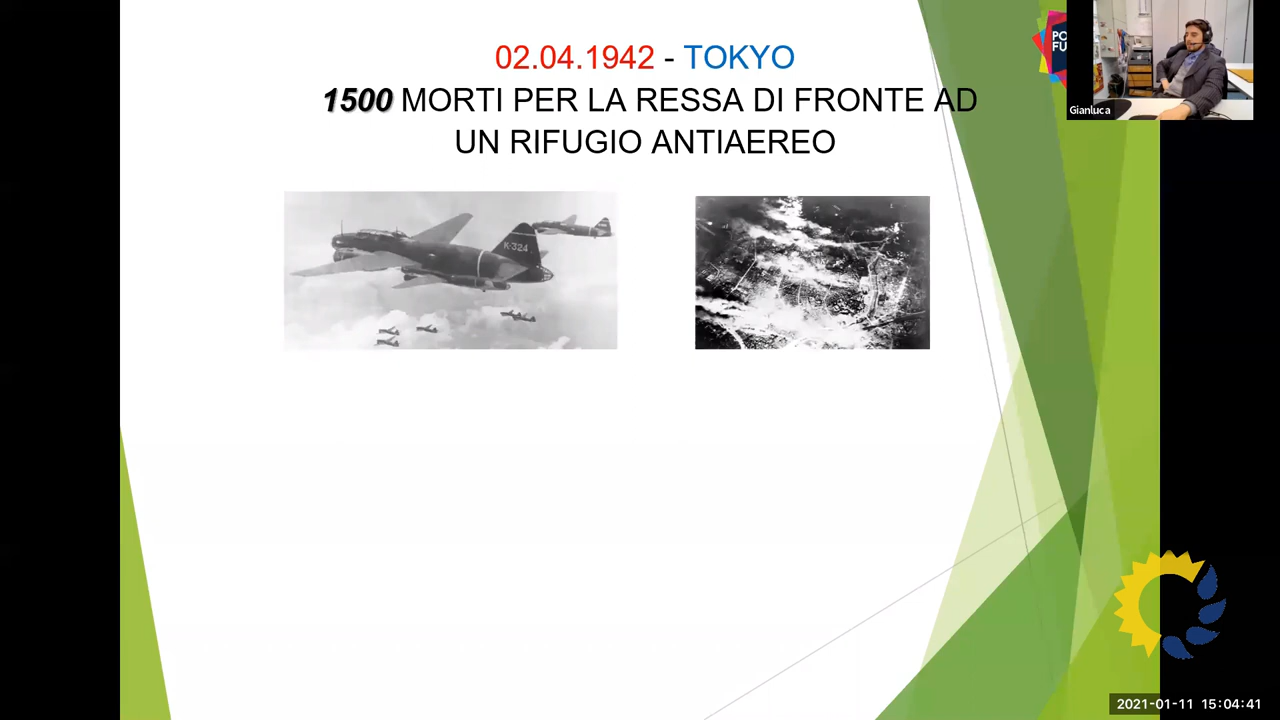 02.04.1942 - TOKYO
1500 MORTI PER LA RESSA DI FRONTE AD
UN RIFUGIO ANTIAEREO
Gianluca
K-324
2021-01-11 15:04:41